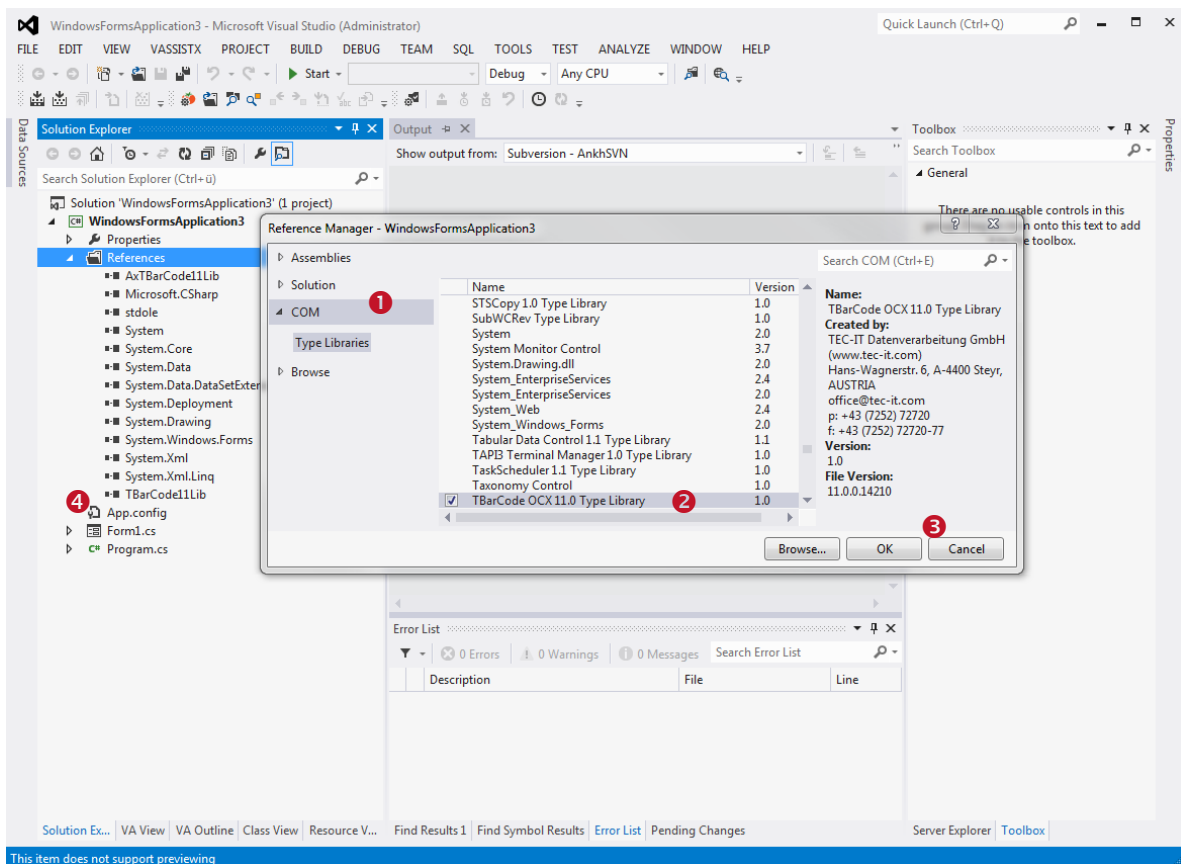 WindowsFormsApplication3 - Microsoft Visual Studio (Administrator)
Quick Launch (Ctrl+Q)
FILE EDIT VIEW VASSISTX PROJECT BUILD DEBUG TEAM SQL TOOLS TEST ANALYZE WINDOW HELP
Start Debug Any CPU
Data Sources
Solution Explorer
Search Solution Explorer (Ctrl+ü)
Solution 'WindowsFormsApplication3' (1 project)
C# WindowsFormsApplication3
Properties
References
AxTBarCode11Lib
Microsoft.CSharp
stdole
System
System.Core
System.Data
System.Data.DataSetExter
System.Deployment
System.Drawing
System.Windows.Forms
System.Xml
System.Xml.Linq
TBarCode11Lib
4
App.config
Form1.cs
C# Program.cs
Output
Show output from: Subversion - AnkhSVN
Toolbox
Search Toolbox
General
There are no usable controls in this
onto this text to add
toolbox.
Properties
Reference Manager - WindowsFormsApplication3
Assemblies
Solution
COM
1
Type Libraries
Browse
Name Version
STSCopy 1.0 Type Library 1.0
SubWCRev Type Library 1.0
System 2.0
System Monitor Control 3.7
System.Drawing.dll 2.0
System_EnterpriseServices 2.4
System_EnterpriseServices 2.0
System_Web 2.4
System_Windows_Forms 2.0
Tabular Data Control 1.1 Type Library 1.1
TAPI3 Terminal Manager 1.0 Type Library 1.0
TaskScheduler 1.1 Type Library 1.0
Taxonomy Control 1.0
TBarCode OCX 11.0 Type Library 2 1.0
Search COM (Ctrl+E)
Name:
TBarCode OCX 11.0 Type Library
Created by:
TEC-IT Datenverarbeitung GmbH
(www.tec-it.com)
Hans-Wagnerstr. 6, A-4400 Steyr,
AUSTRIA
office@tec-it.com
p: +43 (7252) 72720
f: +43 (7252) 72720-77
Version:
1.0
File Version:
11.0.0.14210
3
Browse... OK Cancel
Error List
0 Errors 0 Warnings 0 Messages Search Error List
Description File Line
Solution Ex... VA View VA Outline Class View Resource V...
Find Results 1 Find Symbol Results Error List Pending Changes
Server Explorer Toolbox
This item does not support previewing